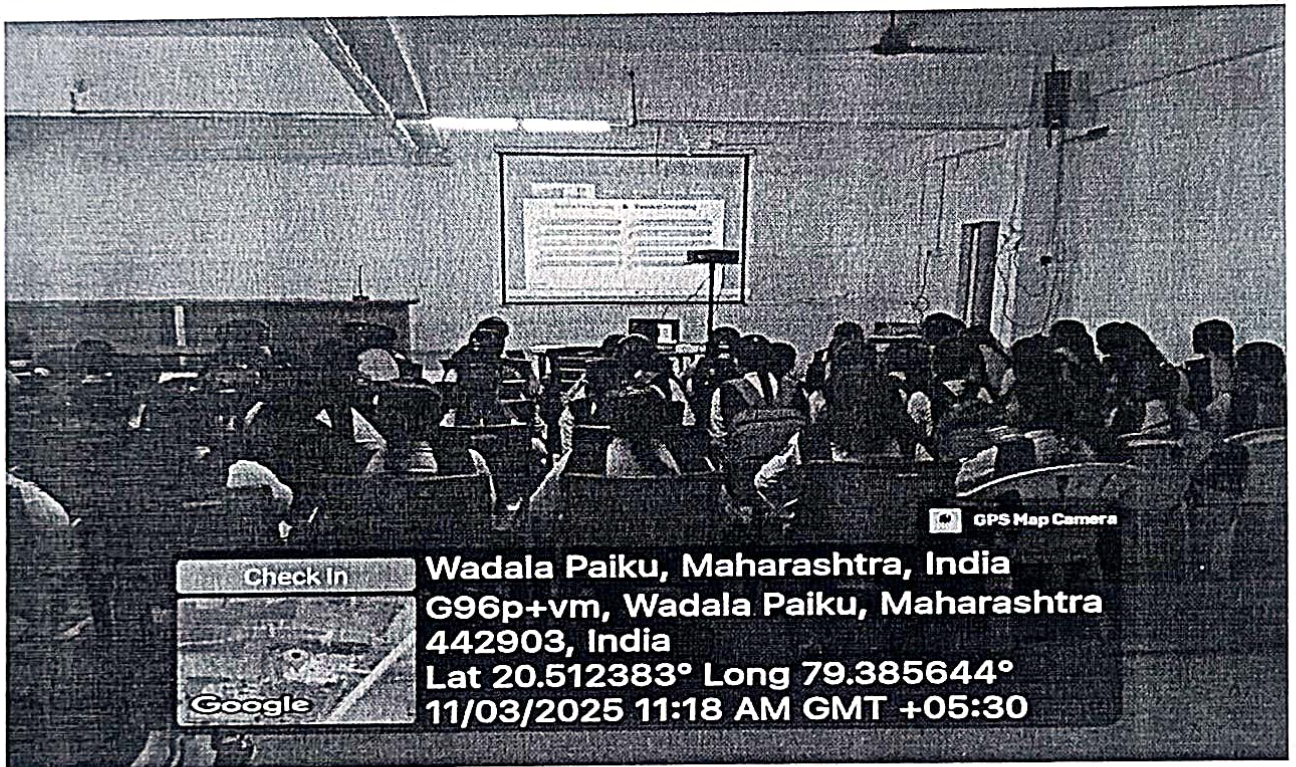 GPS Map Camera
Check In
Wadala Paiku, Maharashtra, India
G96p+vm, Wadala Paiku, Maharashtra
442903, India
Lat 20.512383° Long 79.385644°
11/03/2025 11:18 AM GMT +05:30
Google